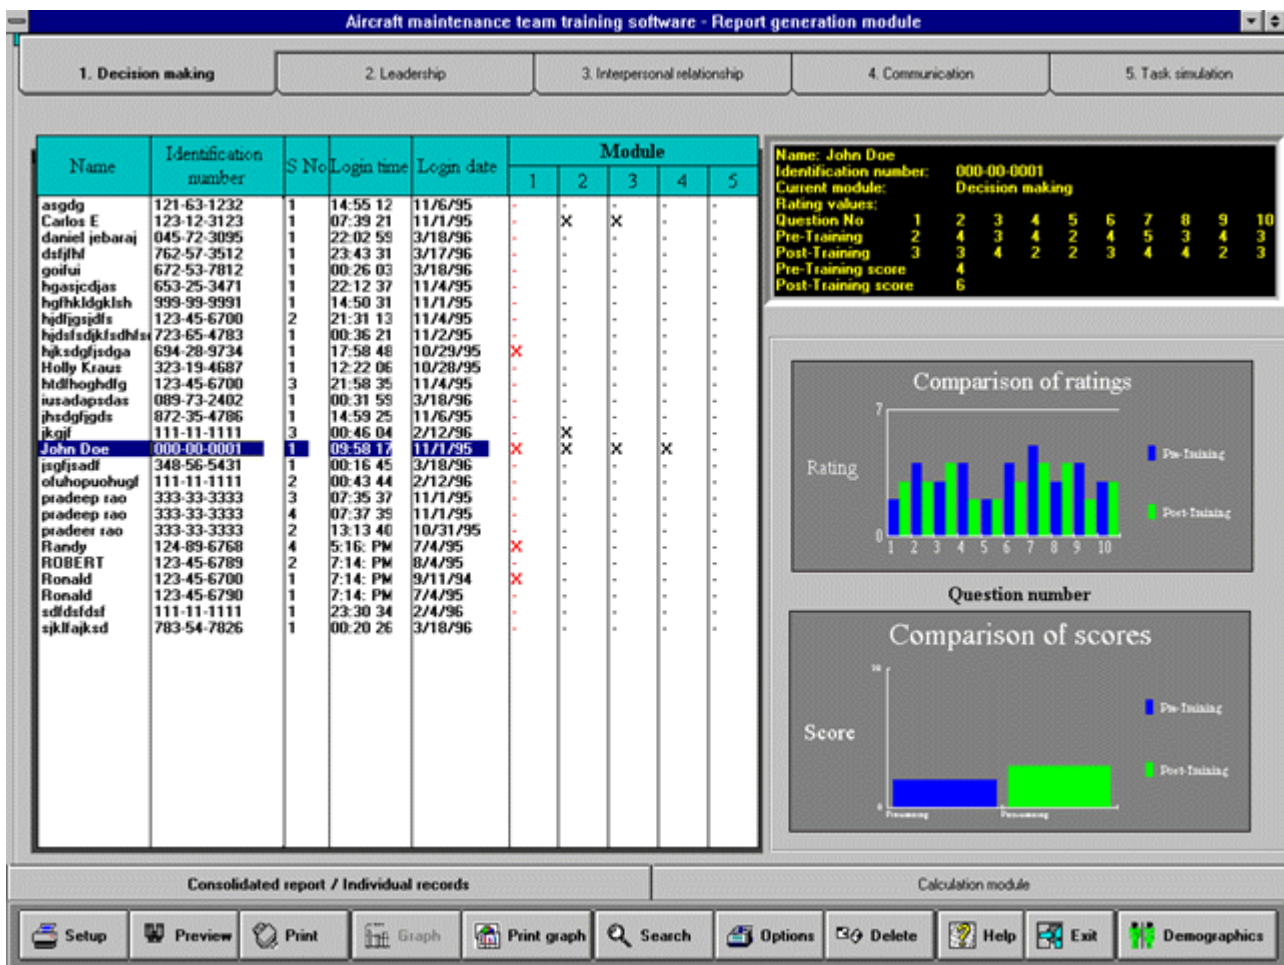 Aircraft maintenance team training software - Report generation module
1. Decision making 2. Leadership 3. Interpersonal relationship 4. Communication 5. Task simulation
Name Identification number S No Login time Login date Module
1 2 3 4 5
asgdg 121-63-1232 1 14:55 12 11/6/95 - - - - -
Carlos E 123-12-3123 1 07:39 21 11/1/95 - X X - -
daniel jebaraj 045-72-3095 1 22:02 59 3/18/96 - - - - -
dsfjfhf 762-57-3512 1 23:43 31 3/17/96 - - - - -
goifui 672-53-7812 1 00:26 03 3/18/96 - - - - -
hgasjcdjas 653-25-3471 1 22:12 37 11/4/95 - - - - -
hgfhkldgklsh 999-99-9991 1 14:50 31 11/1/95 - - - - -
hjdfjgsjdfs 123-45-6700 2 21:31 13 11/4/95 - - - - -
723-65-4783 1 00:36 21 11/2/95 - - - - -
hjksdgfjsdga 694-28-9734 1 17:58 48 10/29/95 X - - - -
Holly Kraus 323-19-4687 1 12:22 06 10/28/95 - - - - -
htdfhoghdfg 123-45-6700 3 21:58 35 11/4/95 - - - - -
iusadapsdas 089-73-2402 1 00:31 59 3/18/96 - - - - -
jhsdgfjgds 872-35-4786 1 14:59 25 11/6/95 - - - - -
jkgjf 111-11-1111 3 00:46 04 2/12/96 - X - - -
John Doe 000-00-0001 1 09:58 17 11/1/95 X X X X -
jsgfjsadf 348-56-5431 1 00:16 45 3/18/96 - - - - -
ofuhopuohugf 111-11-1111 2 00:43 44 2/12/96 - - - - -
pradeep rao 333-33-3333 3 07:35 37 11/1/95 - - - - -
pradeep rao 333-33-3333 4 07:37 39 11/1/95 - - - - -
pradeer rao 333-33-3333 2 13:13 40 10/31/95 - - - - -
Randy 124-89-6768 4 5:16: PM 7/4/95 X - - - -
ROBERT 123-45-6789 2 7:14: PM 8/4/95 - - - - -
Ronald 123-45-6700 1 7:14: PM 9/11/94 X - - - -
Ronald 123-45-6790 1 7:14: PM 7/4/95 - - - - -
sdfdsfdsf 111-11-1111 1 23:30 34 2/4/96 - - - - -
sjklfajksd 783-54-7826 1 00:20 26 3/18/96 - - - - -
Name: John Doe
Identification number: 000-00-0001
Current module: Decision making
Rating values:
Question No 1 2 3 4 5 6 7 8 9 10
Pre-Training 2 4 3 4 2 4 5 3 4 3
Post-Training 3 3 4 2 2 3 4 4 2 3
Pre-Training score 4
Post-Training score 6
Comparison of ratings
7
Rating
0
1 2 3 4 5 6 7 8 9 10
Pre-Training
Post-Training
Question number
Comparison of scores
Score
0
Pre-Training
Post-Training
Consolidated report / Individual records Calculation module
Setup Preview Print Graph Print graph Search Options Delete Help Exit Demographics